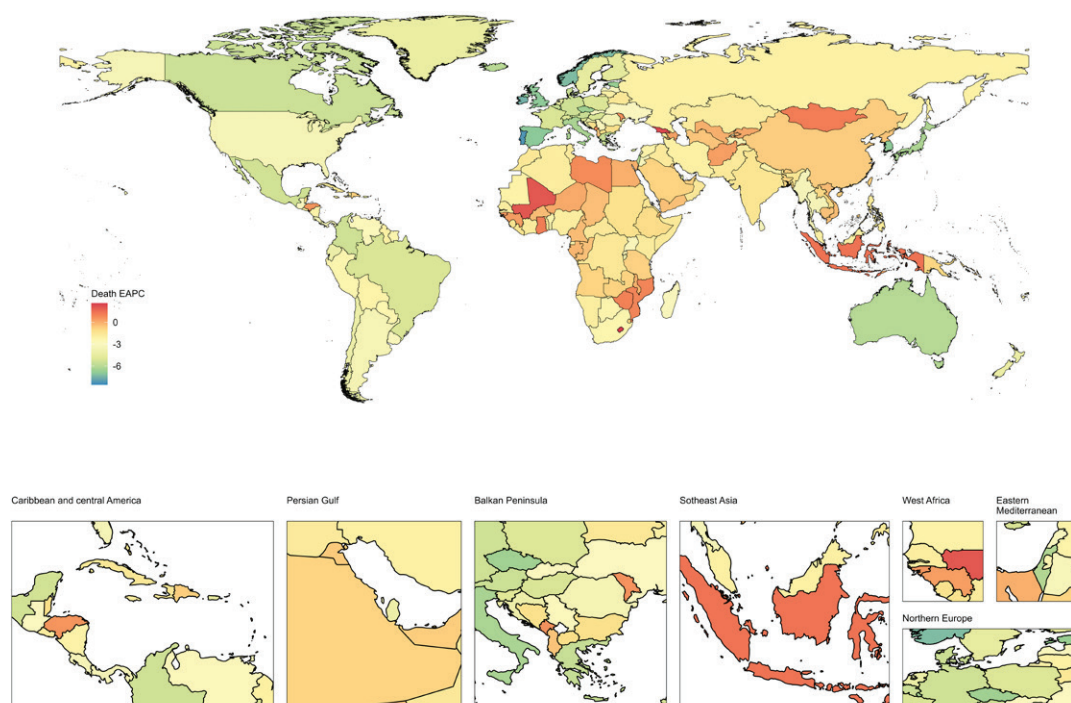 Death EAPC
0
-3
-6
Caribbean and central America
Persian Gulf
Balkan Peninsula
Sotheast Asia
West Africa
Eastern
Mediterranean
Northern Europe